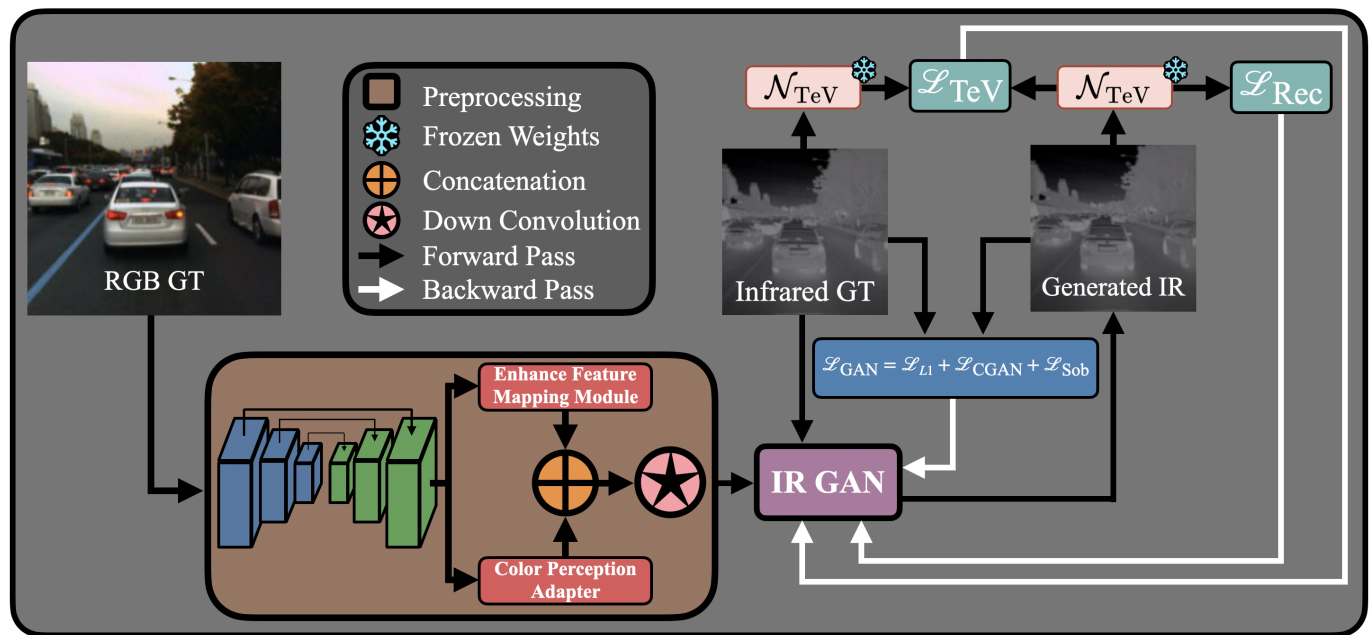 RGB GT
Preprocessing
Frozen Weights
Concatenation
Down Convolution
Forward Pass
Backward Pass
𝒩TeV
ℒTeV
𝒩TeV
ℒRec
Infrared GT
Generated IR
ℒGAN = ℒL1 + ℒCGAN + ℒSob
Enhance Feature
Mapping Module
IR GAN
Color Perception
Adapter